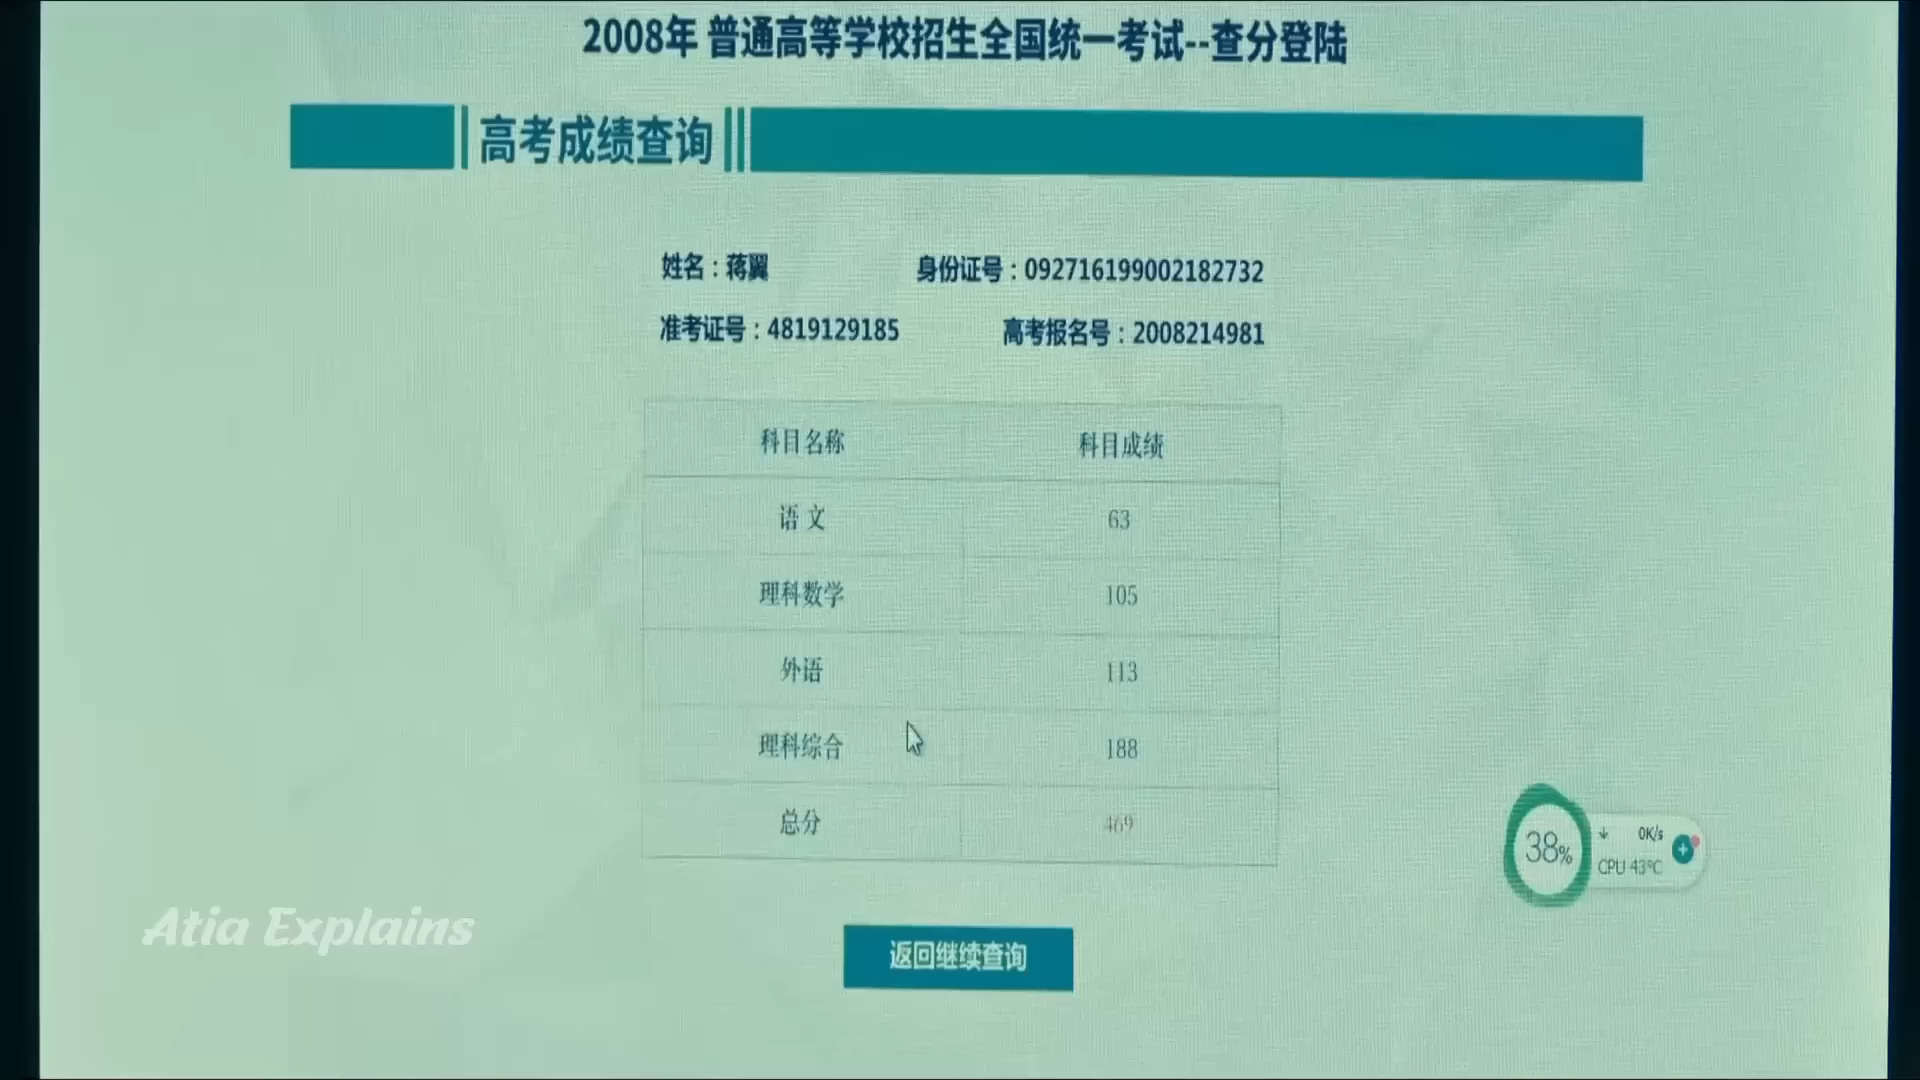 2008年 普通高等学校招生全国统一考试--查分登陆
高考成绩查询
姓名：蒋翼 身份证号：092716199002182732
准考证号：4819129185 高考报名号：2008214981
科目名称 科目成绩
语 文 63
理科数学 105
外语 113
理科综合 188
总分 469
38% 0K/s
CPU 43°C
Atia Explains
返回继续查询